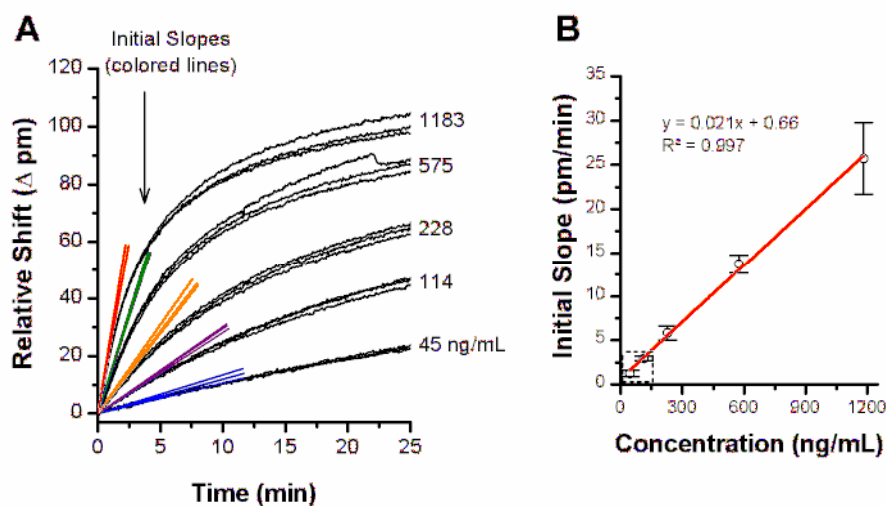 A
Initial Slopes
(colored lines)
120
100
80
60
40
20
0
Relative Shift (Δ pm)
1183
575
228
114
45 ng/mL
0
5
10
15
20
25
Time (min)
B
35
30
25
20
15
10
5
0
Initial Slope (pm/min)
y = 0.021x + 0.66
R² = 0.997
0
300
600
900
1200
Concentration (ng/mL)